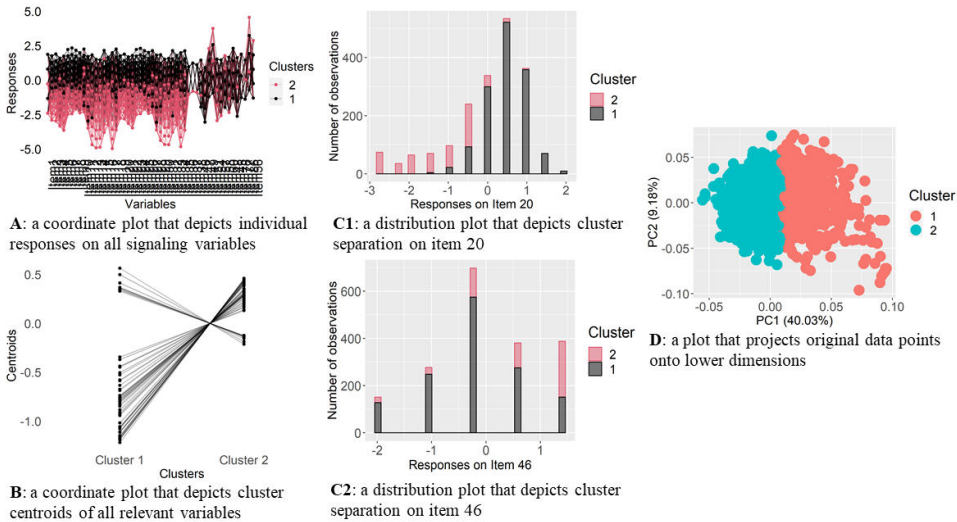 5.0
2.5
0.0
-2.5
-5.0
Responses
Variables
Clusters
2
1
A: a coordinate plot that depicts individual
responses on all signaling variables
0.5
0.0
-0.5
-1.0
Centroids
Cluster 1
Cluster 2
Clusters
B: a coordinate plot that depicts cluster
centroids of all relevant variables
400
200
0
Number of observations
-3
-2
-1
0
1
2
Responses on Item 20
Cluster
2
1
C1: a distribution plot that depicts cluster
separation on item 20
600
400
200
0
Number of observations
-2
-1
0
1
Responses on Item 46
Cluster
2
1
C2: a distribution plot that depicts cluster
separation on item 46
0.05
0.00
-0.05
-0.10
PC2 (9.18%)
-0.05
0.00
0.05
0.10
PC1 (40.03%)
Cluster
1
2
D: a plot that projects original data points
onto lower dimensions